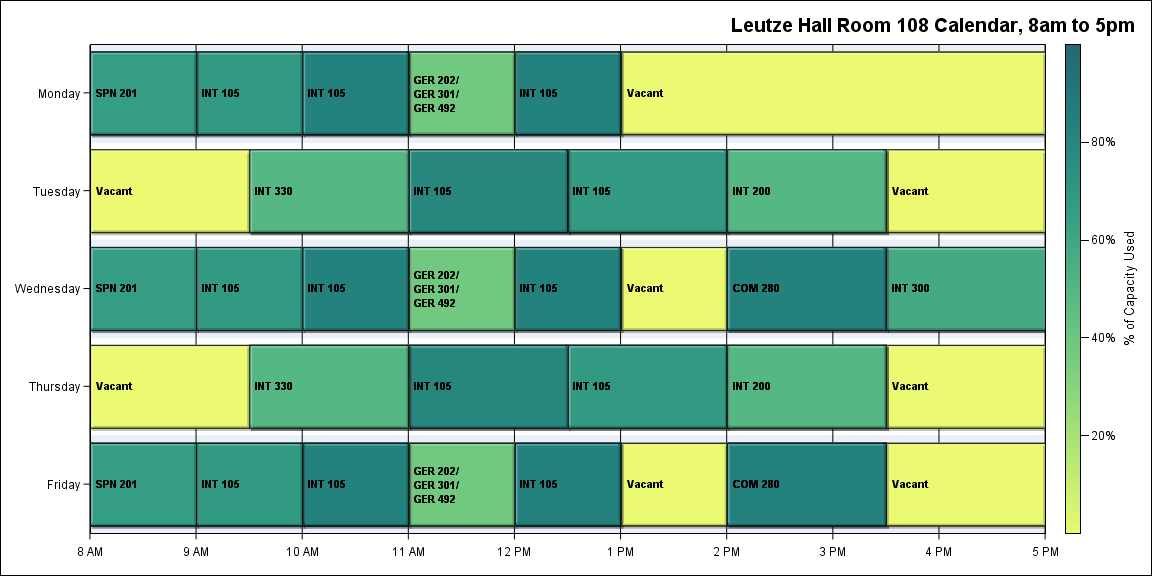 Leutze Hall Room 108 Calendar, 8am to 5pm
Monday
SPN 201
INT 105
INT 105
GER 202/
GER 301/
GER 492
INT 105
Vacant
Tuesday
Vacant
INT 330
INT 105
INT 105
INT 200
Vacant
Wednesday
SPN 201
INT 105
INT 105
GER 202/
GER 301/
GER 492
INT 105
Vacant
COM 280
INT 300
Thursday
Vacant
INT 330
INT 105
INT 105
INT 200
Vacant
Friday
SPN 201
INT 105
INT 105
GER 202/
GER 301/
GER 492
INT 105
Vacant
COM 280
Vacant
8 AM
9 AM
10 AM
11 AM
12 PM
1 PM
2 PM
3 PM
4 PM
5 PM
80%
60%
40%
20%
% of Capacity Used